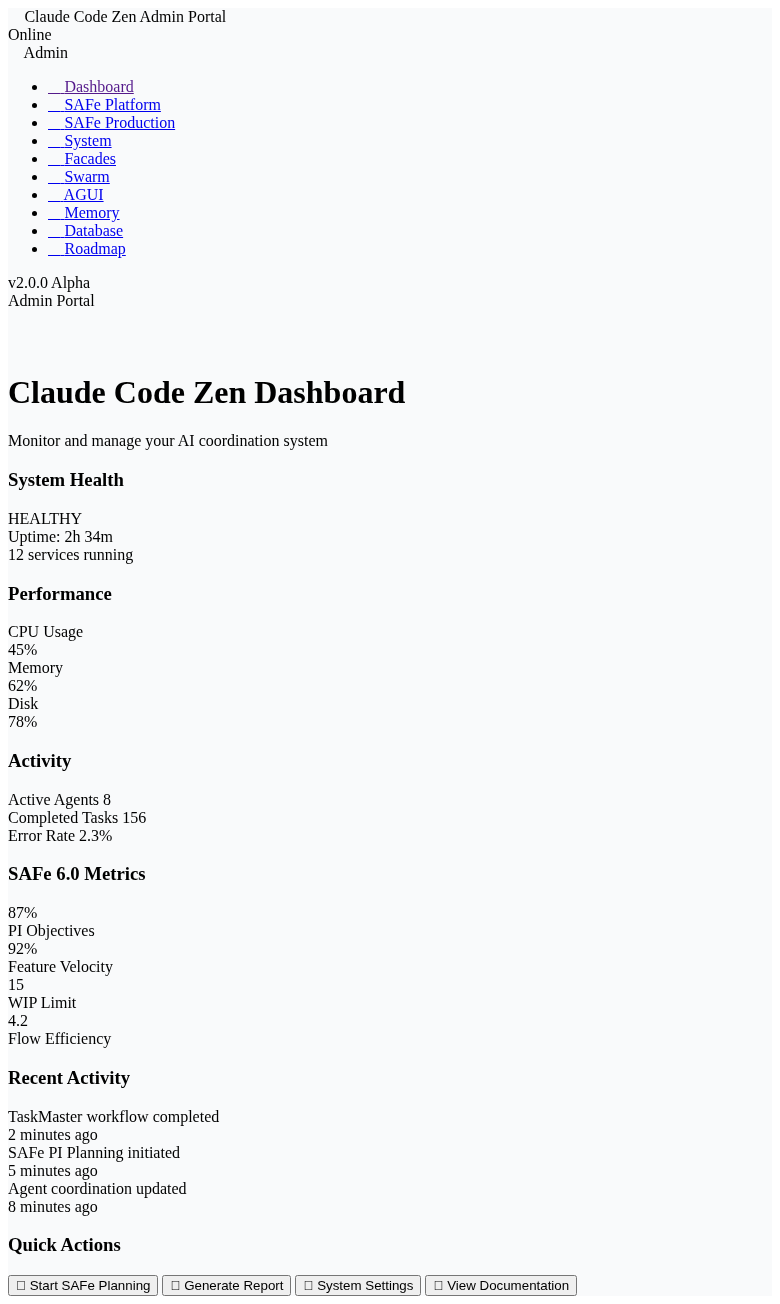 Claude Code Zen Admin Portal
Online
Admin
Dashboard
SAFe Platform
SAFe Production
System
Facades
Swarm
AGUI
Memory
Database
Roadmap
v2.0.0 Alpha
Admin Portal
Claude Code Zen Dashboard
Monitor and manage your AI coordination system
System Health
HEALTHY
Uptime: 2h 34m
12 services running
Performance
CPU Usage
45%
Memory
62%
Disk
78%
Activity
Active Agents 8
Completed Tasks 156
Error Rate 2.3%
SAFe 6.0 Metrics
87%
PI Objectives
92%
Feature Velocity
15
WIP Limit
4.2
Flow Efficiency
Recent Activity
TaskMaster workflow completed
2 minutes ago
SAFe PI Planning initiated
5 minutes ago
Agent coordination updated
8 minutes ago
Quick Actions
Start SAFe Planning Generate Report System Settings View Documentation